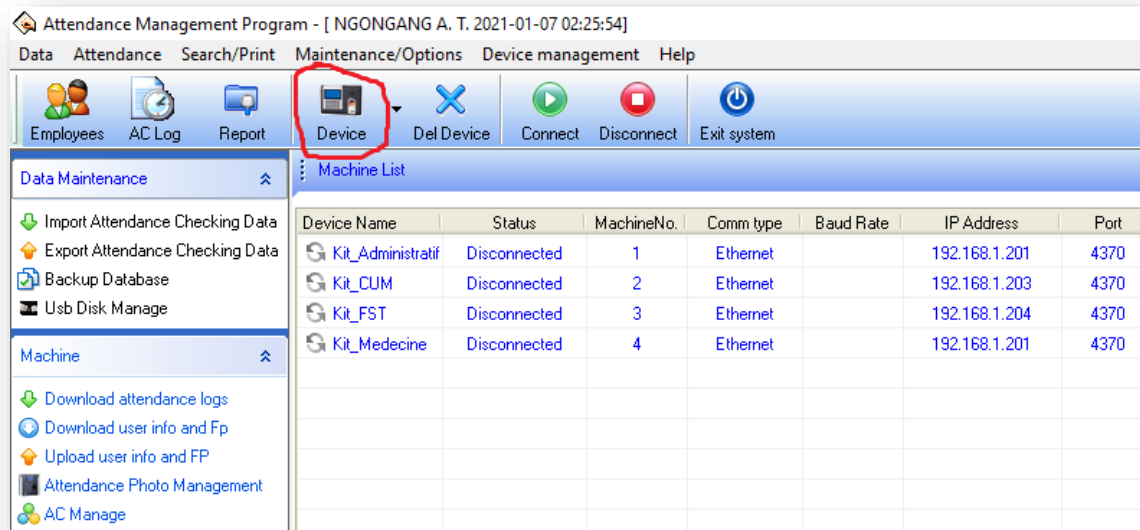 Attendance Management Program - [ NGONGANG A. T. 2021-01-07 02:25:54]
Data Attendance Search/Print Maintenance/Options Device management Help
Employees AC Log Report Device Del Device Connect Disconnect Exit system
Data Maintenance
Import Attendance Checking Data
Export Attendance Checking Data
Backup Database
Usb Disk Manage
Machine
Download attendance logs
Download user info and Fp
Upload user info and FP
Attendance Photo Management
AC Manage
Machine List
Device Name Status MachineNo. Comm type Baud Rate IP Address Port
Kit_Administratif Disconnected 1 Ethernet 192.168.1.201 4370
Kit_CUM Disconnected 2 Ethernet 192.168.1.203 4370
Kit_FST Disconnected 3 Ethernet 192.168.1.204 4370
Kit_Medecine Disconnected 4 Ethernet 192.168.1.201 4370